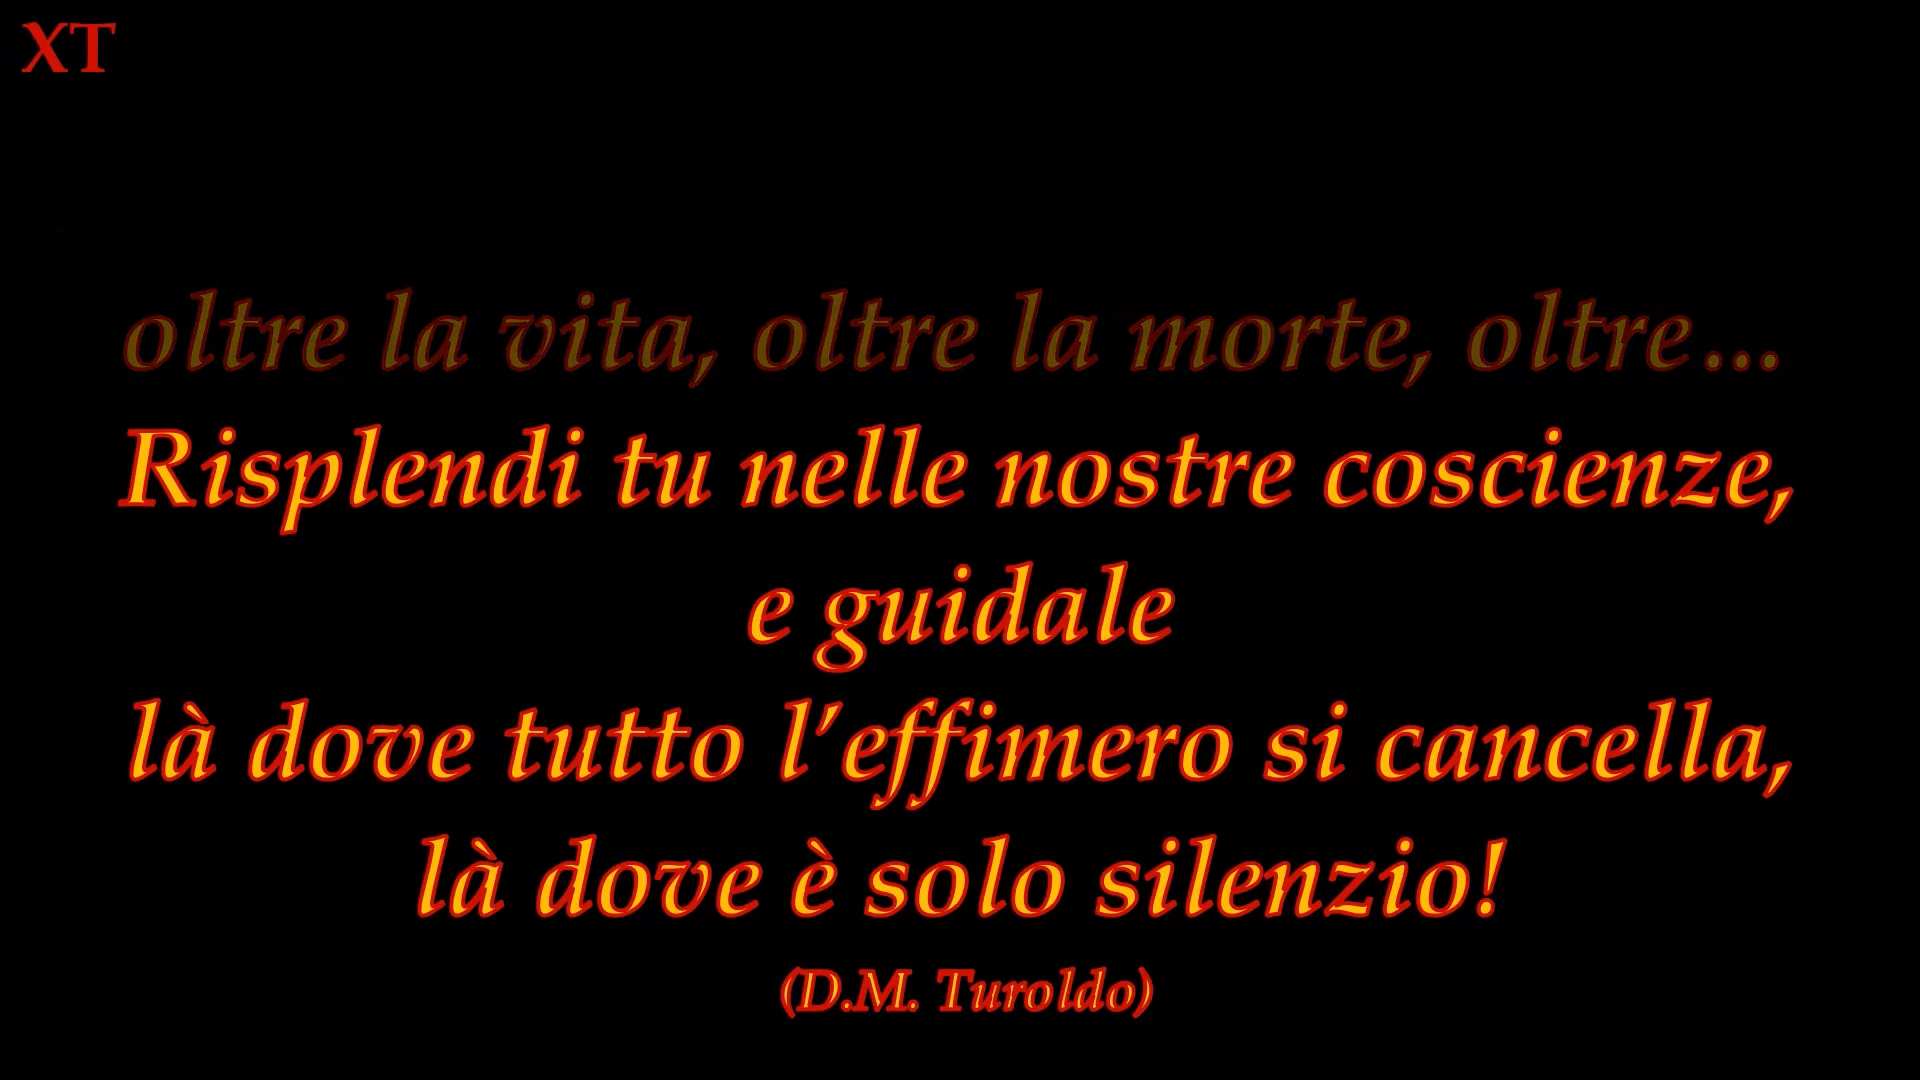 XT
oltre la vita, oltre la morte, oltre…
Risplendi tu nelle nostre coscienze,
e guidale
là dove tutto l’effimero si cancella,
là dove è solo silenzio!
(D.M. Turoldo)